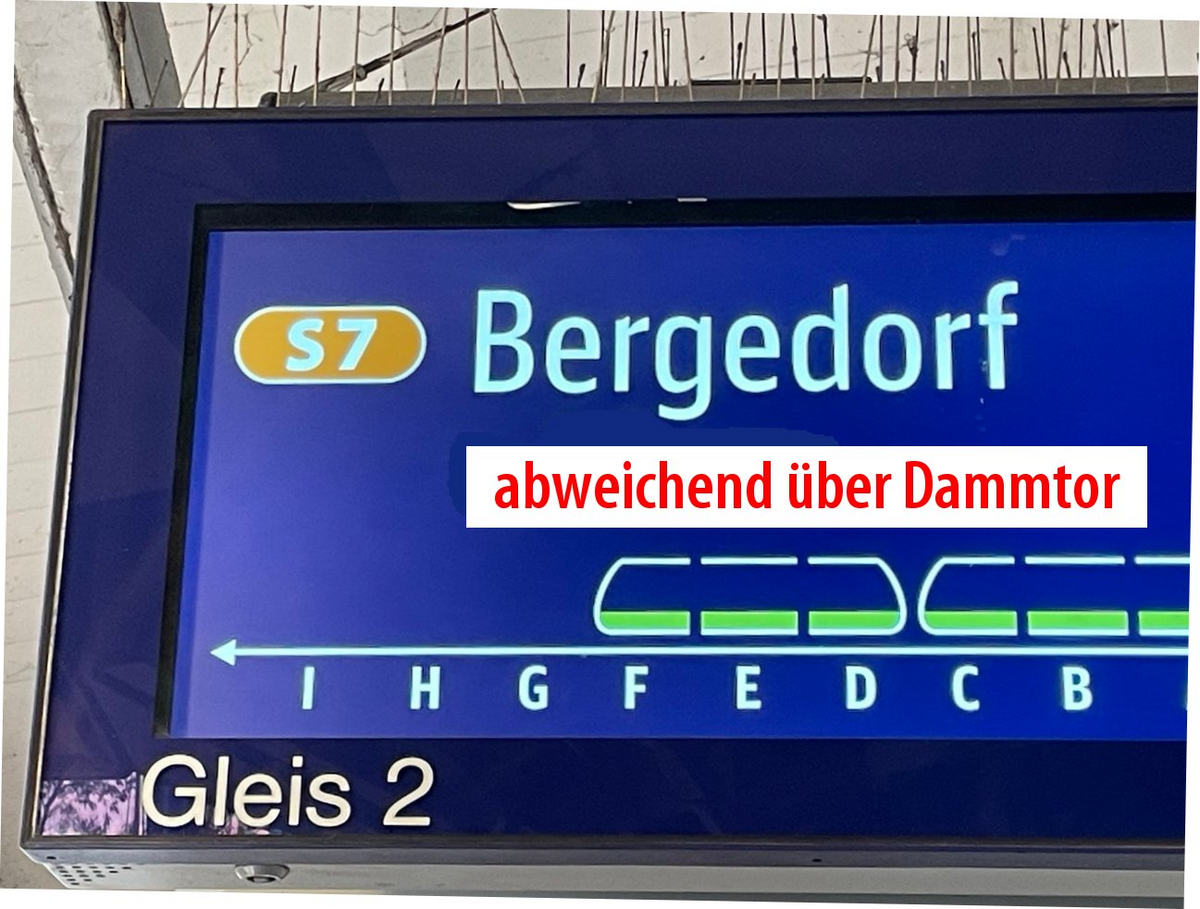 S7 Bergedorf
abweichend über Dammtor
I H G F E D C B
Gleis 2